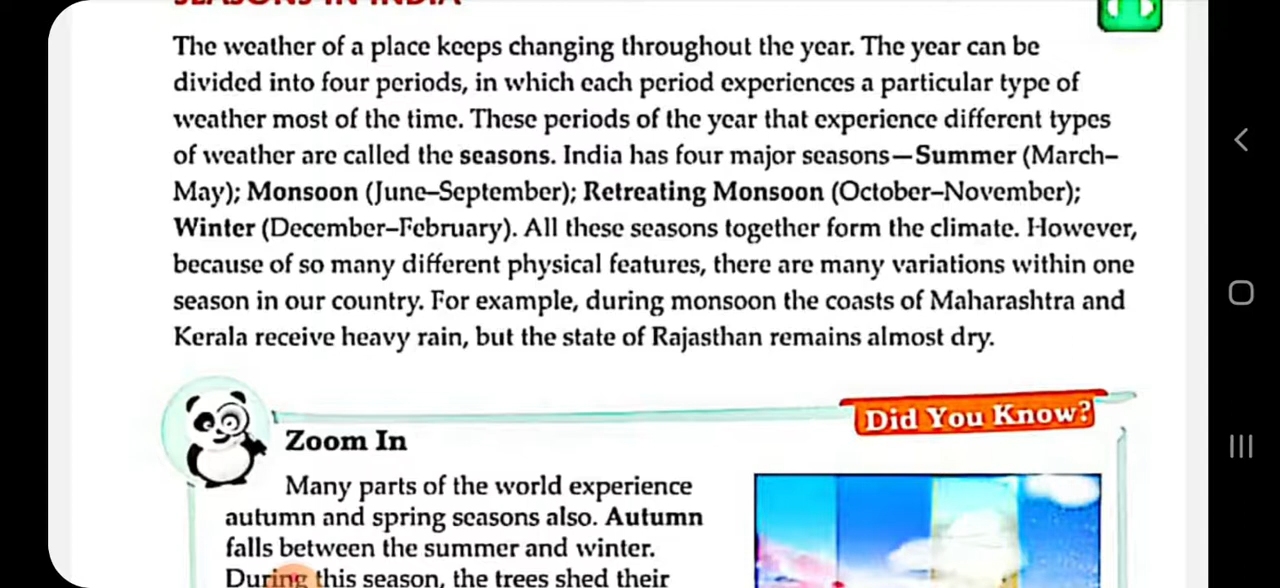 SEASONS IN INDIA
The weather of a place keeps changing throughout the year. The year can be
divided into four periods, in which each period experiences a particular type of
weather most of the time. These periods of the year that experience different types
of weather are called the seasons. India has four major seasons—Summer (March–
May); Monsoon (June–September); Retreating Monsoon (October–November);
Winter (December–February). All these seasons together form the climate. However,
because of so many different physical features, there are many variations within one
season in our country. For example, during monsoon the coasts of Maharashtra and
Kerala receive heavy rain, but the state of Rajasthan remains almost dry.
Did You Know?
Zoom In
Many parts of the world experience
autumn and spring seasons also. Autumn
falls between the summer and winter.
During this season, the trees shed their